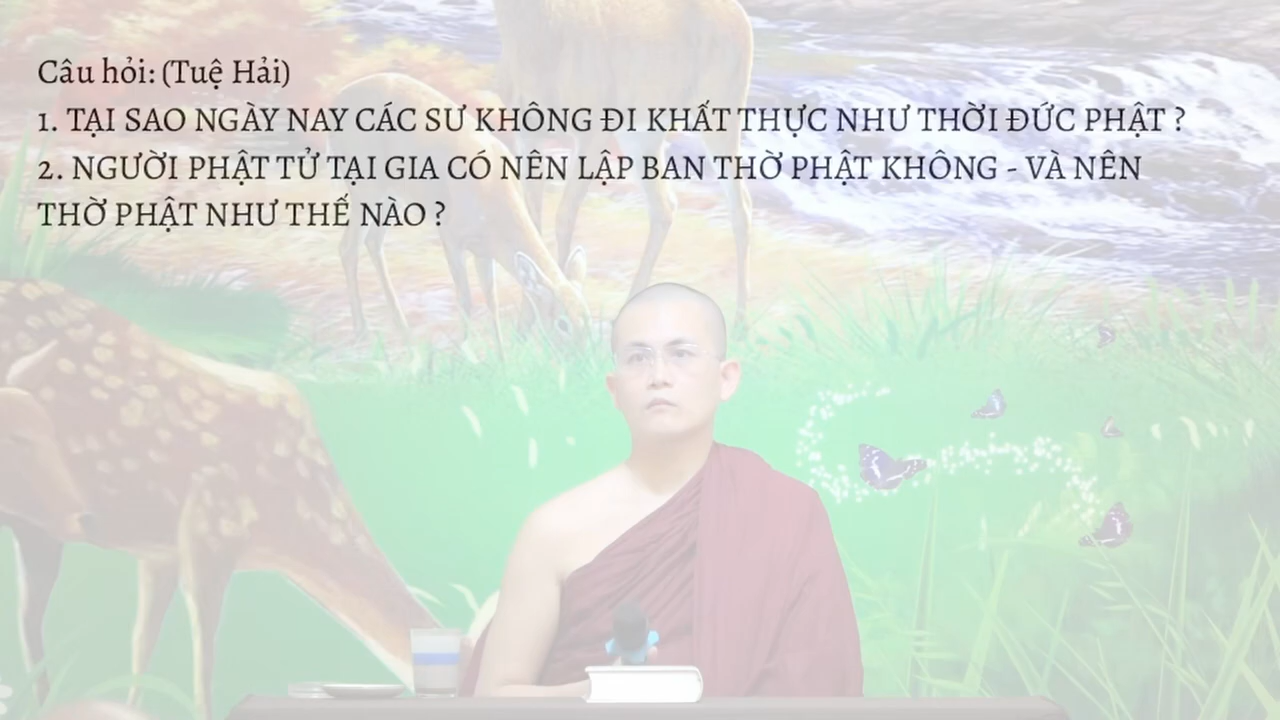 Câu hỏi: (Tuệ Hải)
1. TẠI SAO NGÀY NAY CÁC SƯ KHÔNG ĐI KHẤT THỰC NHƯ THỜI ĐỨC PHẬT ?
2. NGƯỜI PHẬT TỬ TẠI GIA CÓ NÊN LẬP BAN THỜ PHẬT KHÔNG - VÀ NÊN
THỜ PHẬT NHƯ THẾ NÀO ?